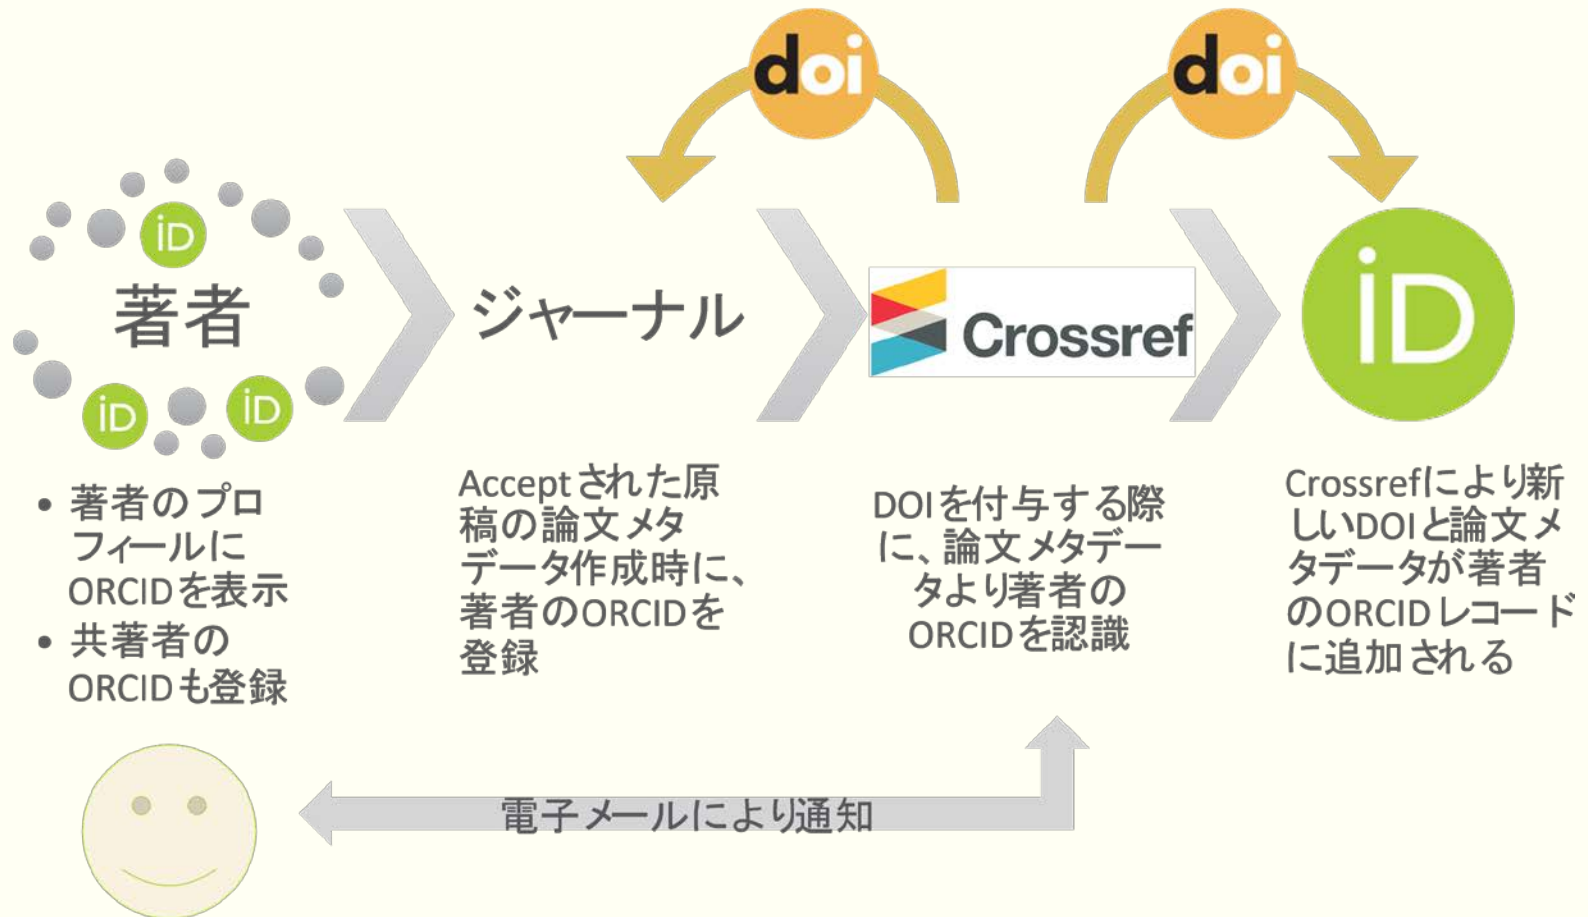 doi
doi
iD
著者
iD
iD
ジャーナル
Crossref
iD
• 著者のプロ
フィールに
ORCIDを表示
• 共著者の
ORCIDも登録
Acceptされた原
稿の論文メタ
データ作成時に、
著者のORCIDを
登録
DOIを付与する際
に、論文メタデー
タより著者の
ORCIDを認識
Crossrefにより新
しいDOIと論文メ
タデータが著者
のORCIDレコード
に追加される
電子メールにより通知